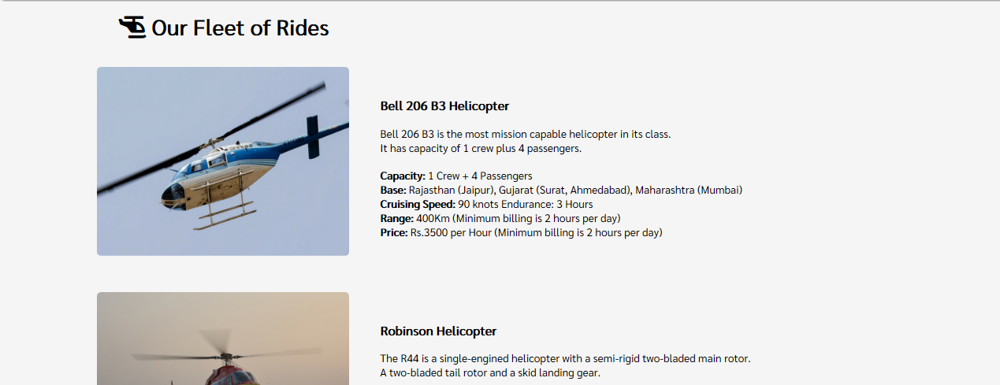 Our Fleet of Rides
Bell 206 B3 Helicopter
Bell 206 B3 is the most mission capable helicopter in its class.
It has capacity of 1 crew plus 4 passengers.
Capacity: 1 Crew + 4 Passengers
Base: Rajasthan (Jaipur), Gujarat (Surat, Ahmedabad), Maharashtra (Mumbai)
Cruising Speed: 90 knots Endurance: 3 Hours
Range: 400Km (Minimum billing is 2 hours per day)
Price: Rs.3500 per Hour (Minimum billing is 2 hours per day)
Robinson Helicopter
The R44 is a single-engined helicopter with a semi-rigid two-bladed main rotor.
A two-bladed tail rotor and a skid landing gear.